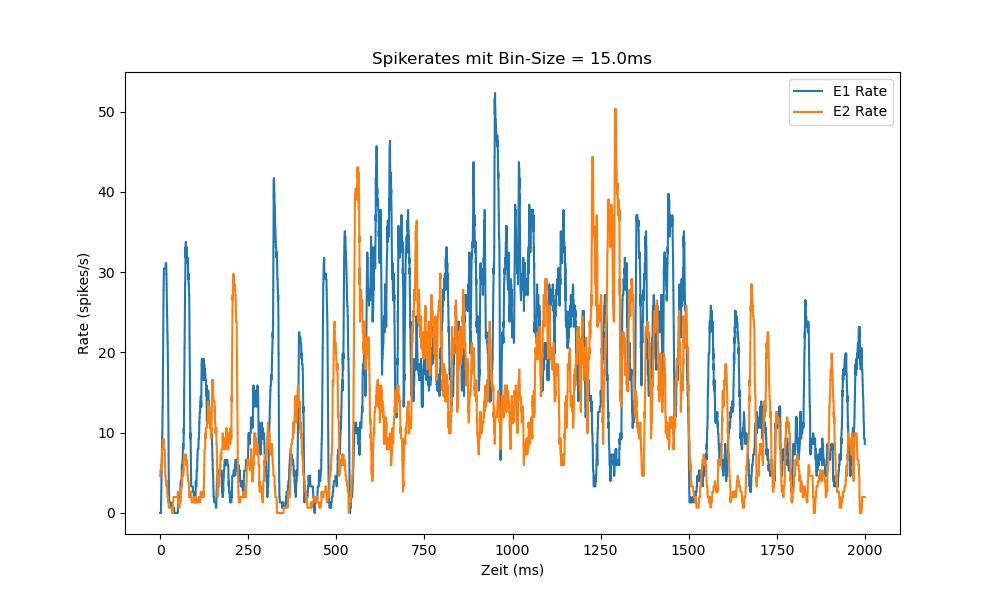 Spikerates mit Bin-Size = 15.0ms
E1 Rate
E2 Rate
Rate (spikes/s)
50
40
30
20
10
0
0 250 500 750 1000 1250 1500 1750 2000
Zeit (ms)